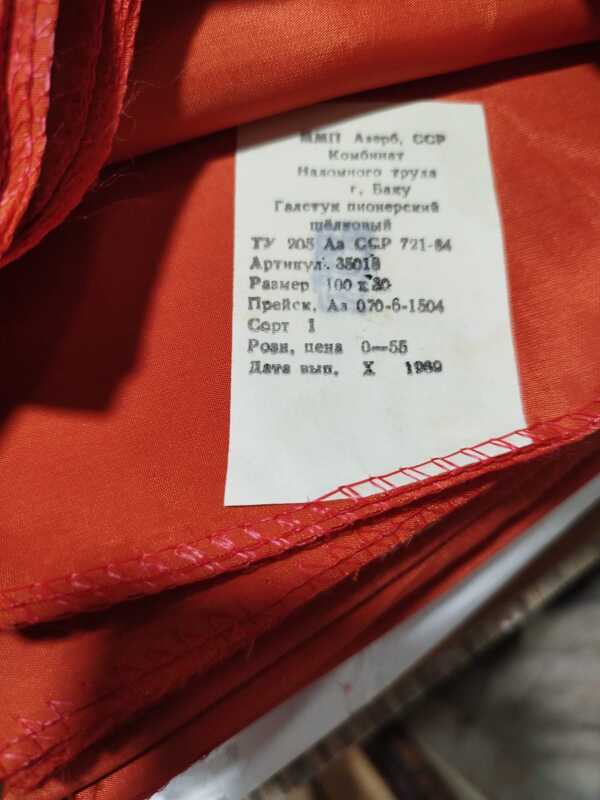 ММП Азерб, ССР
Комбинат
Надомного труда
г. Баку
Галстук пионерский
шёлковый
ТУ 205 Аз ССР 721-84
Артикул. 35018
Размер 100 х 30
Прейск, Аз 070-6-1504
Сорт 1
Розн, цена 0—55
Дата вып, X 1989